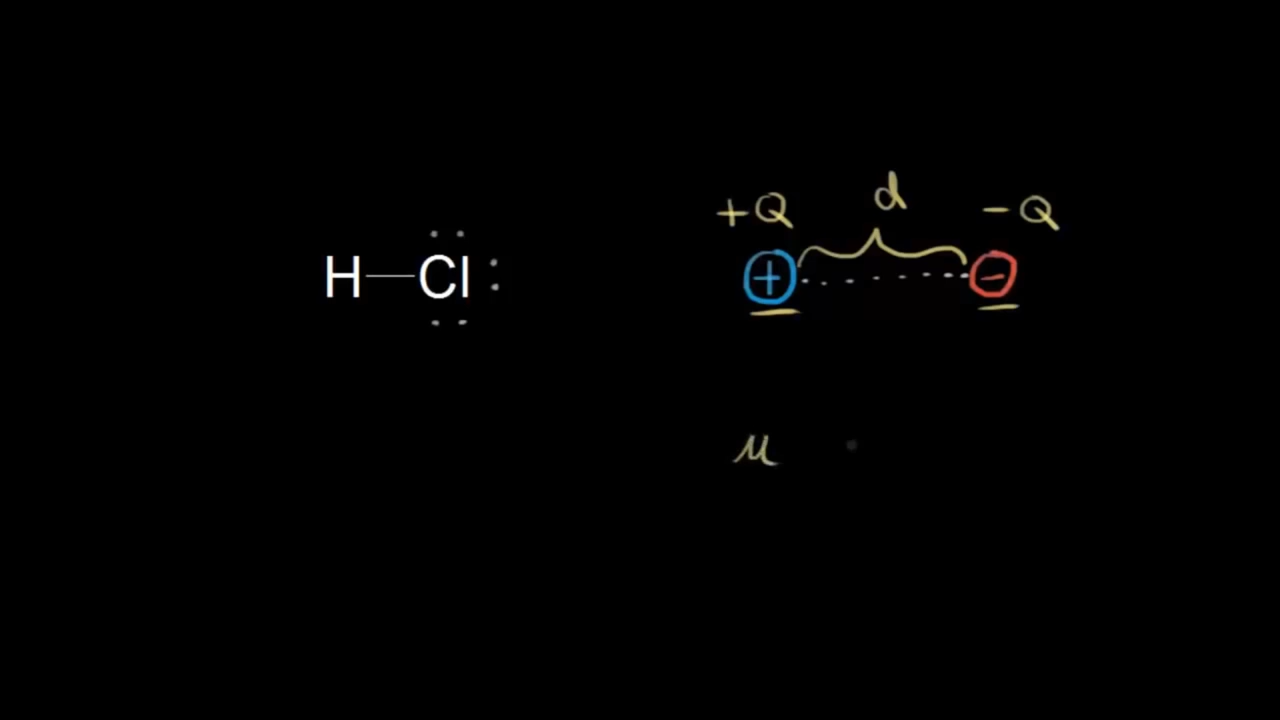 +Q d -Q
H—Cl + -
μ